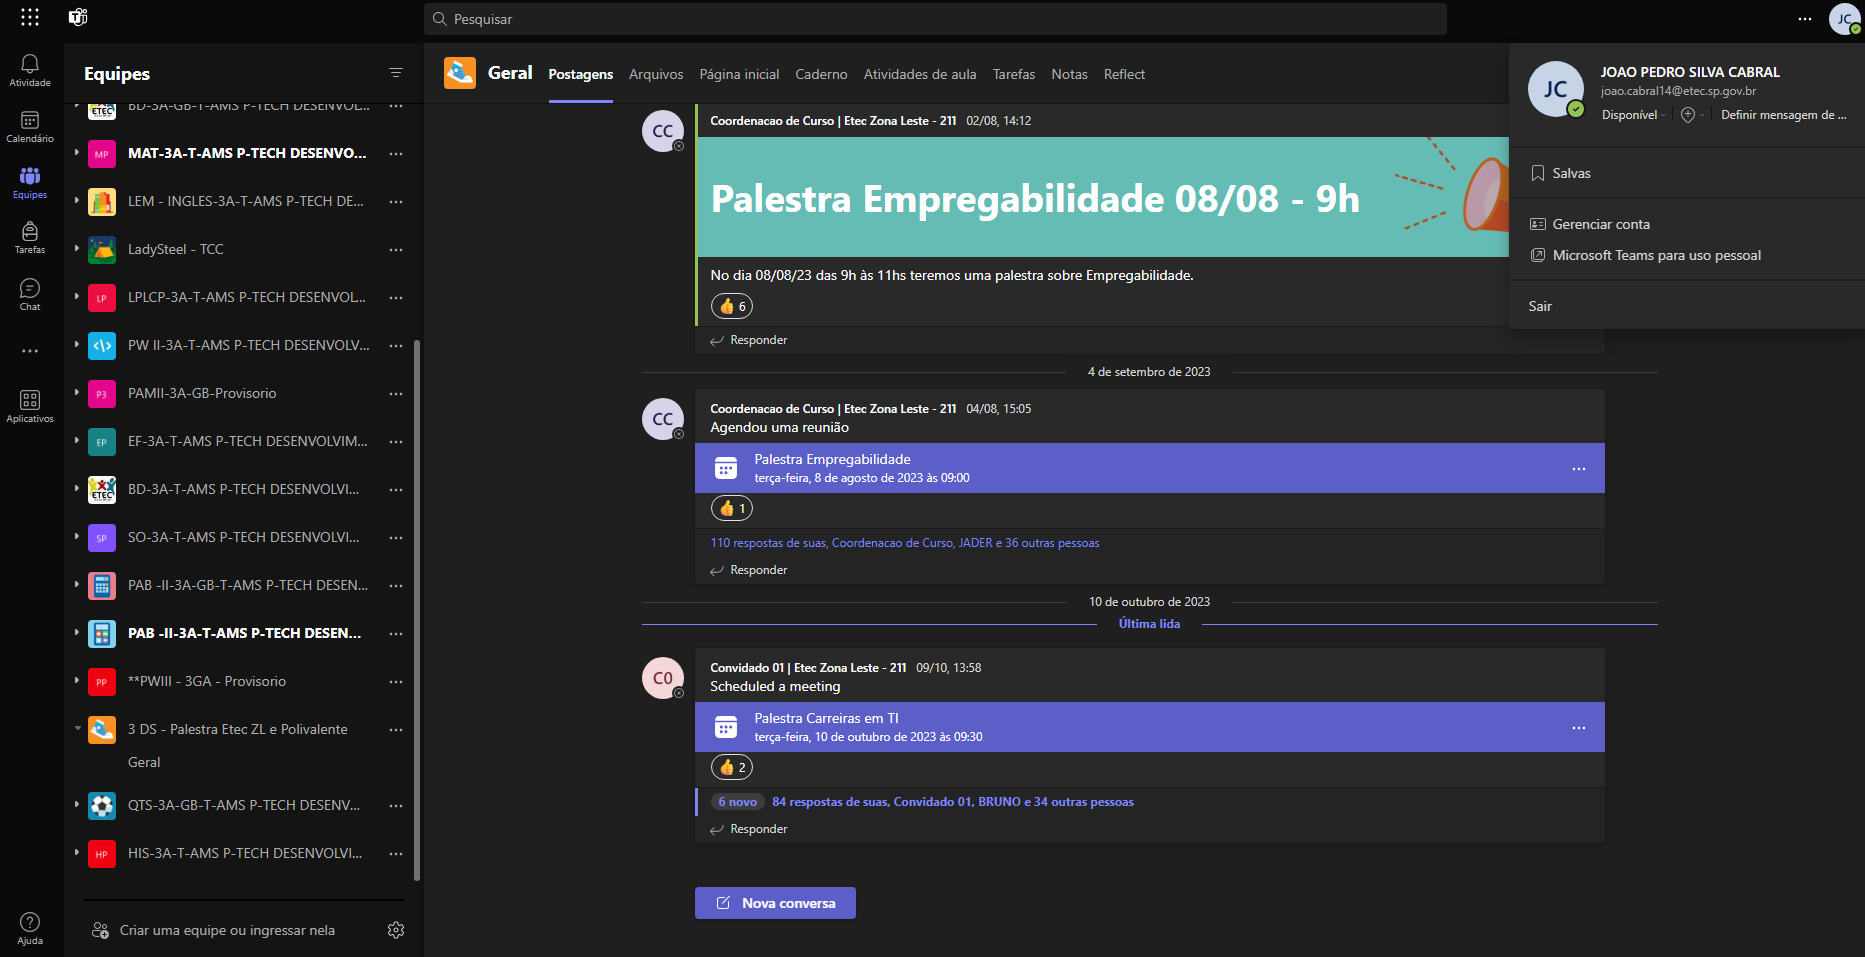 Pesquisar
JC
Atividade
Calendário
Equipes
Tarefas
Chat
Aplicativos
Ajuda
Equipes
BD-3A-GB-T-AMS P-TECH DESENVOL...
MP MAT-3A-T-AMS P-TECH DESENVO...
LEM - INGLES-3A-T-AMS P-TECH DE...
LadySteel - TCC
LP LPLCP-3A-T-AMS P-TECH DESENVOL...
PW II-3A-T-AMS P-TECH DESENVOLV...
P3 PAMII-3A-GB-Provisorio
EP EF-3A-T-AMS P-TECH DESENVOLVIM...
ETEC BD-3A-T-AMS P-TECH DESENVOLVI...
SP SO-3A-T-AMS P-TECH DESENVOLVI...
PAB -II-3A-GB-T-AMS P-TECH DESEN...
PAB -II-3A-T-AMS P-TECH DESEN...
PP **PWIII - 3GA - Provisorio
3 DS - Palestra Etec ZL e Polivalente
Geral
QTS-3A-GB-T-AMS P-TECH DESENV...
HP HIS-3A-T-AMS P-TECH DESENVOLVI...
Criar uma equipe ou ingressar nela
Geral Postagens Arquivos Página inicial Caderno Atividades de aula Tarefas Notas Reflect
CC Coordenacao de Curso | Etec Zona Leste - 211 02/08, 14:12
Palestra Empregabilidade 08/08 - 9h
No dia 08/08/23 das 9h às 11hs teremos uma palestra sobre Empregabilidade.
6
Responder
4 de setembro de 2023
CC Coordenacao de Curso | Etec Zona Leste - 211 04/08, 15:05
Agendou uma reunião
Palestra Empregabilidade
terça-feira, 8 de agosto de 2023 às 09:00
1
110 respostas de suas, Coordenacao de Curso, JADER e 36 outras pessoas
Responder
10 de outubro de 2023
Última lida
C0 Convidado 01 | Etec Zona Leste - 211 09/10, 13:58
Scheduled a meeting
Palestra Carreiras em TI
terça-feira, 10 de outubro de 2023 às 09:30
2
6 novo 84 respostas de suas, Convidado 01, BRUNO e 34 outras pessoas
Responder
Nova conversa
JC JOAO PEDRO SILVA CABRAL
joao.cabral14@etec.sp.gov.br
Disponível Definir mensagem de ...
Salvas
Gerenciar conta
Microsoft Teams para uso pessoal
Sair